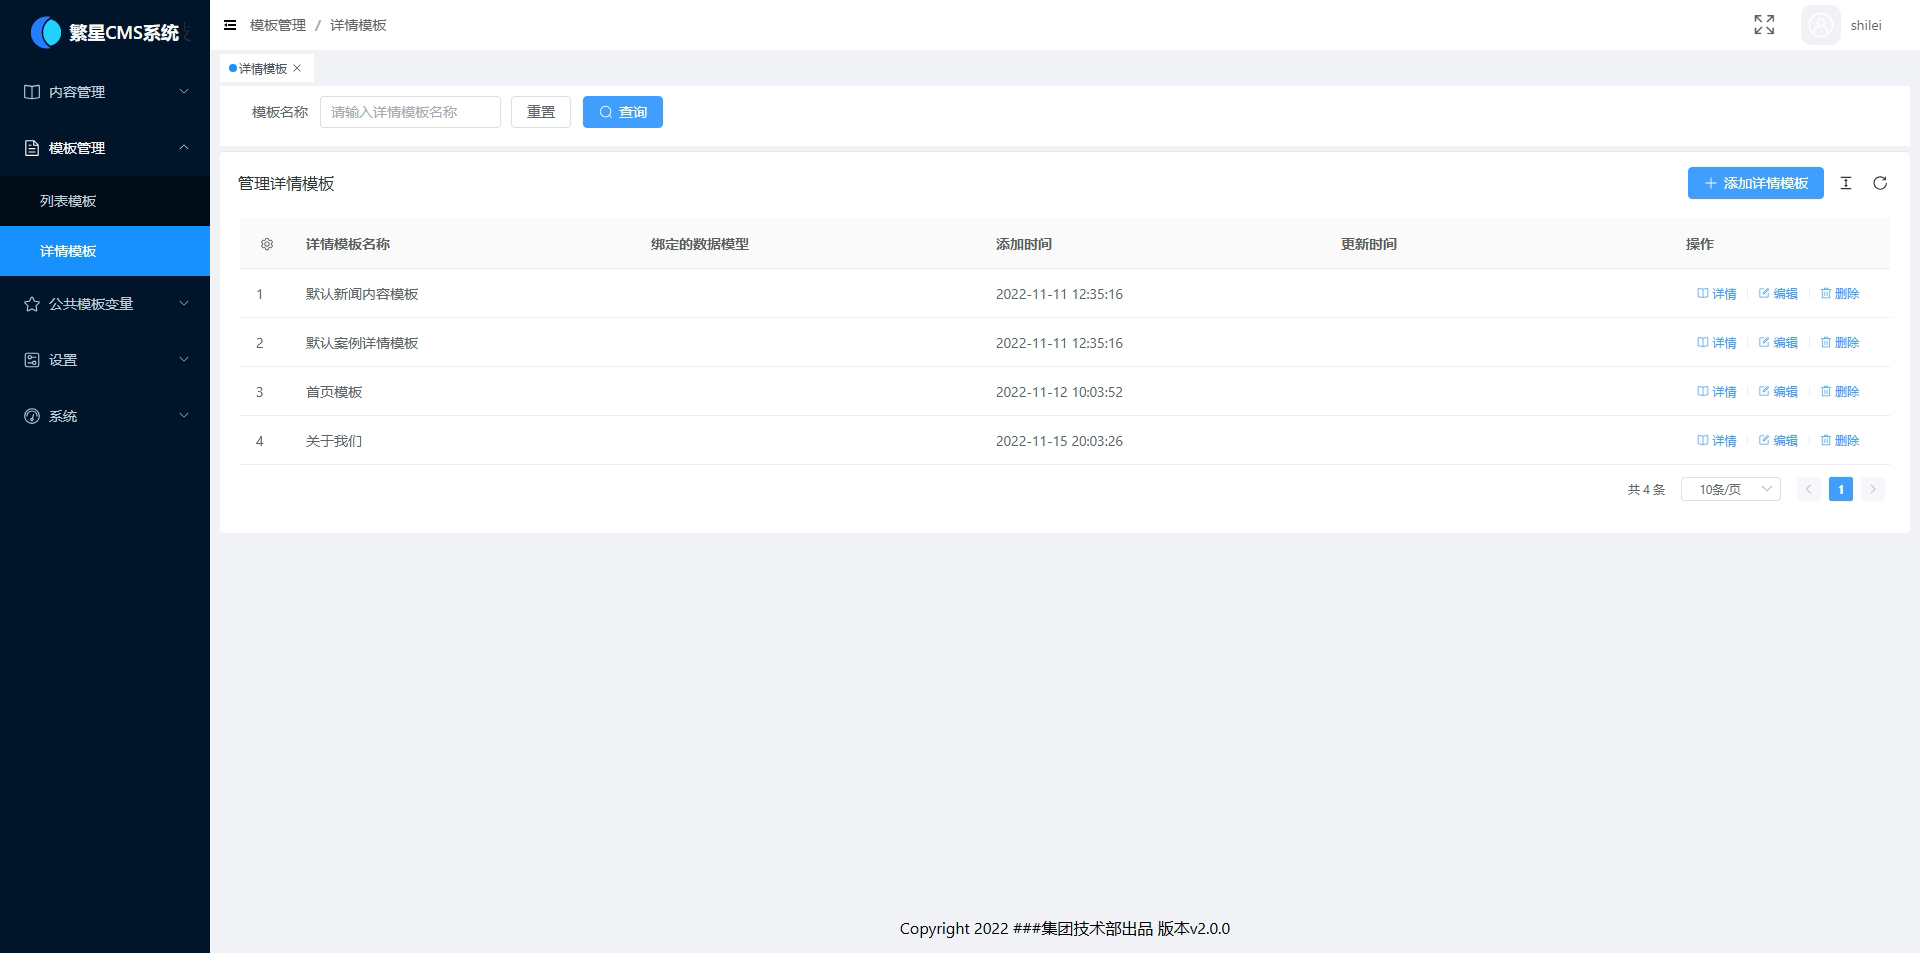 繁星CMS系统
内容管理
模板管理
列表模板
详情模板
公共模板变量
设置
系统
模板管理 / 详情模板
shilei
详情模板
模板名称 请输入详情模板名称 重置 查询
管理详情模板 添加详情模板
详情模板名称 绑定的数据模型 添加时间 更新时间 操作
1 默认新闻内容模板 2022-11-11 12:35:16 详情 编辑 删除
2 默认案例详情模板 2022-11-11 12:35:16 详情 编辑 删除
3 首页模板 2022-11-12 10:03:52 详情 编辑 删除
4 关于我们 2022-11-15 20:03:26 详情 编辑 删除
共 4 条 10条/页 1
Copyright 2022 ###集团技术部出品 版本v2.0.0